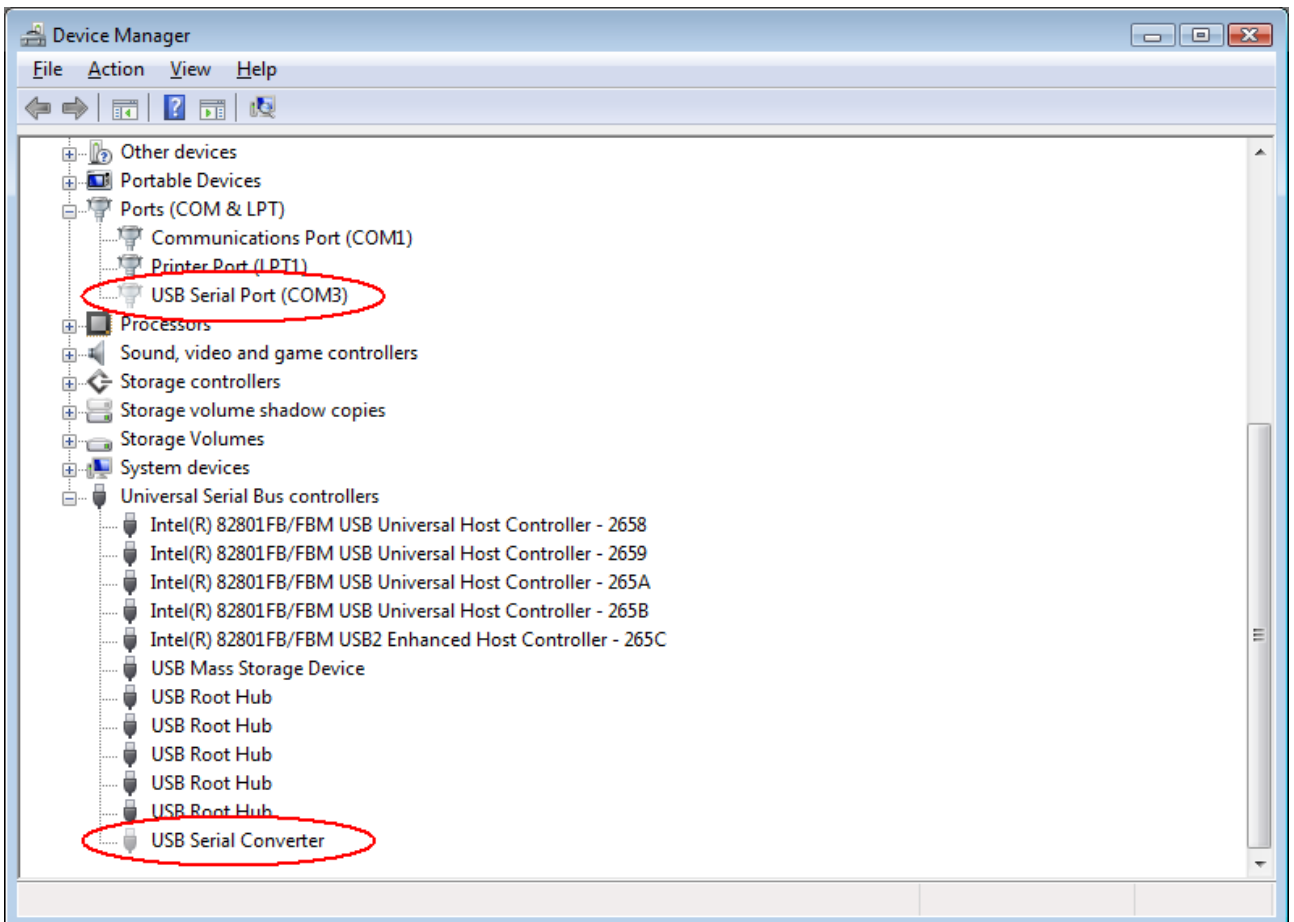 Device Manager
File Action View Help
Other devices
Portable Devices
Ports (COM & LPT)
Communications Port (COM1)
Printer Port (LPT1)
USB Serial Port (COM3)
Processors
Sound, video and game controllers
Storage controllers
Storage volume shadow copies
Storage Volumes
System devices
Universal Serial Bus controllers
Intel(R) 82801FB/FBM USB Universal Host Controller - 2658
Intel(R) 82801FB/FBM USB Universal Host Controller - 2659
Intel(R) 82801FB/FBM USB Universal Host Controller - 265A
Intel(R) 82801FB/FBM USB Universal Host Controller - 265B
Intel(R) 82801FB/FBM USB2 Enhanced Host Controller - 265C
USB Mass Storage Device
USB Root Hub
USB Root Hub
USB Root Hub
USB Root Hub
USB Root Hub
USB Serial Converter